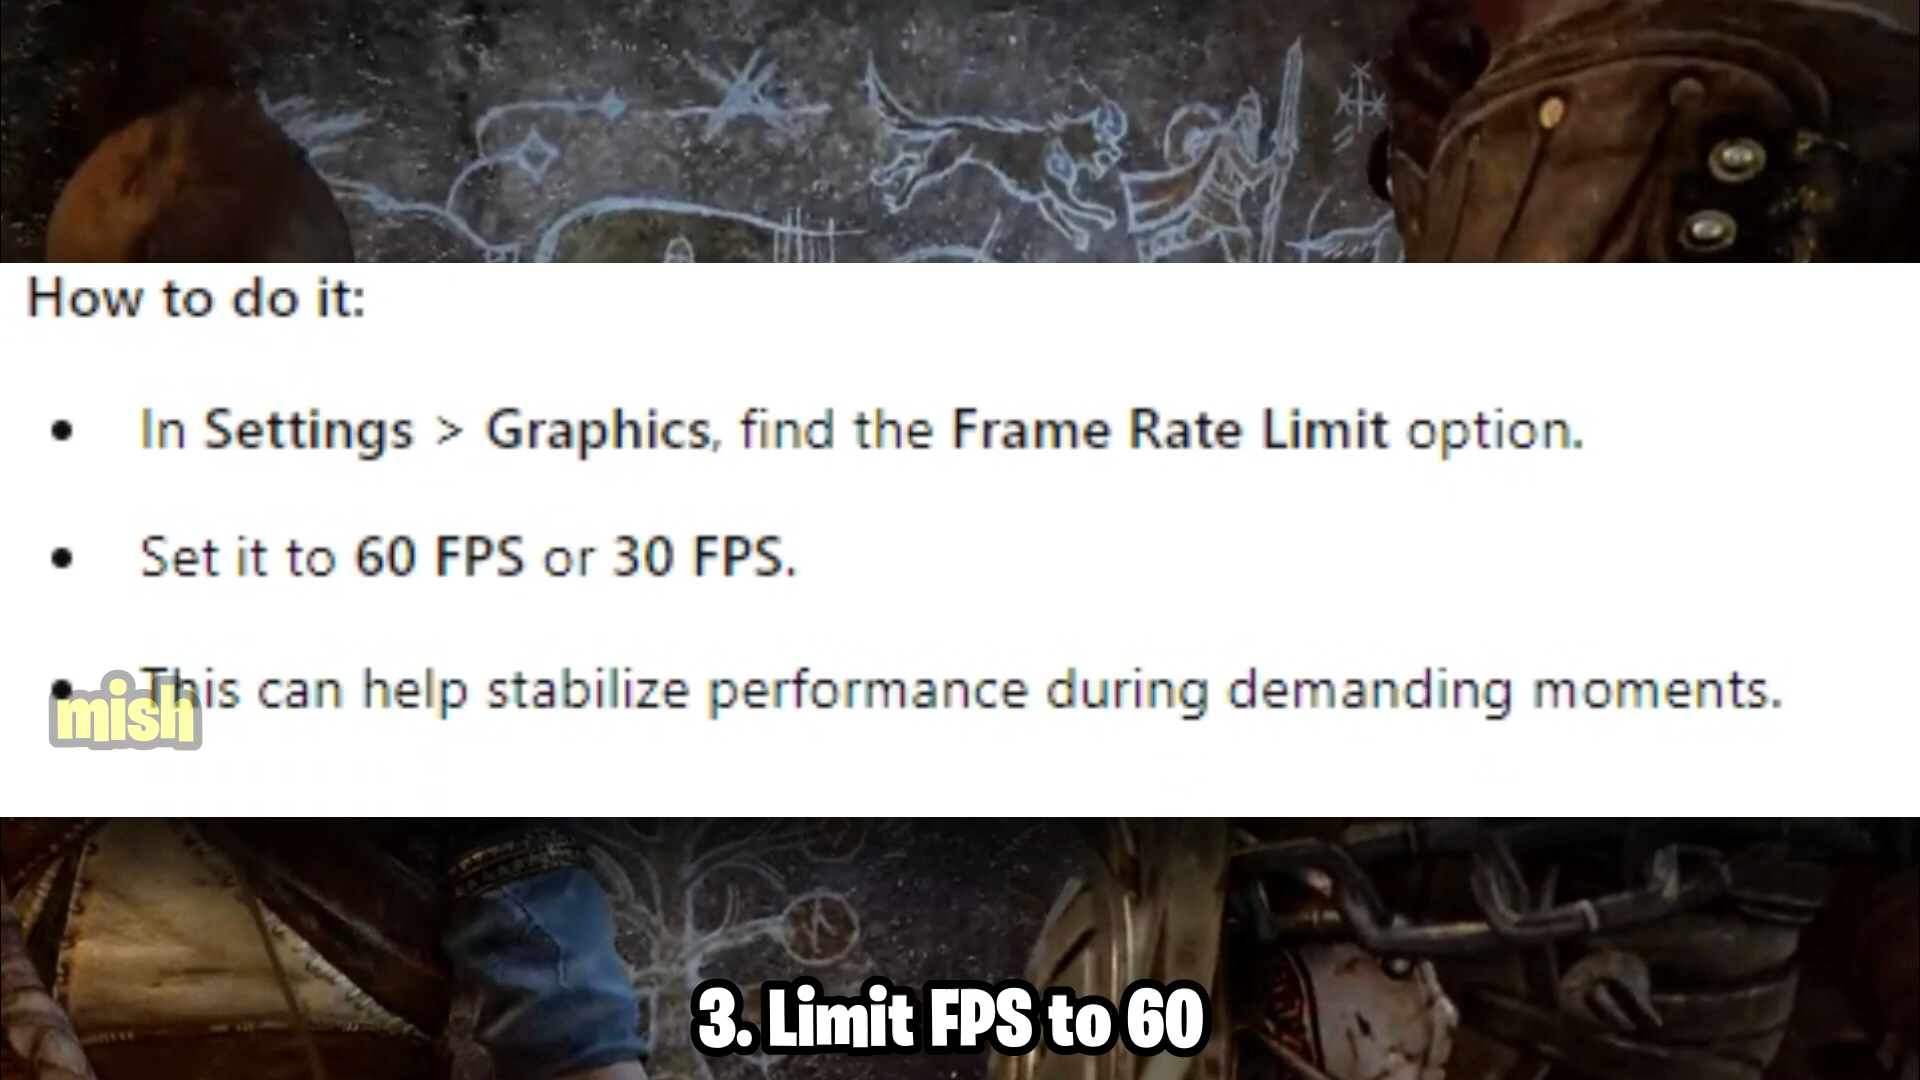 How to do it:
• In Settings > Graphics, find the Frame Rate Limit option.
• Set it to 60 FPS or 30 FPS.
• This can help stabilize performance during demanding moments.
mish
3. Limit FPS to 60